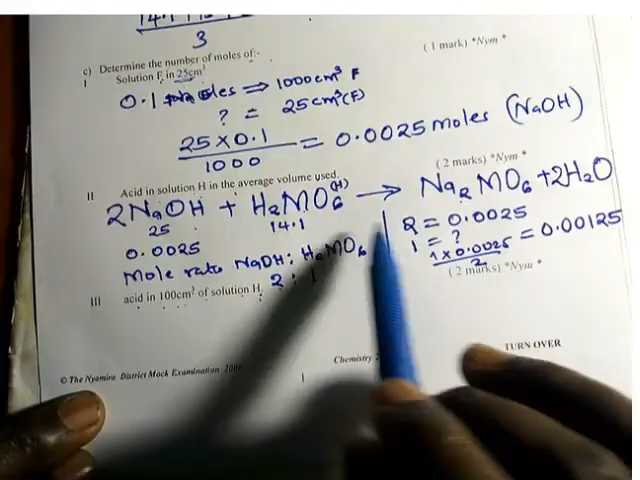 3
c) Determine the number of moles of:-
(1 mark) *Nym *
I Solution F in 25cm³
0.1 moles ⇒ 1000cm³ F
? = 25cm³(F)
25 × 0.1 / 1000 = 0.0025 moles (NaOH)
(2 marks) *Nym *
II Acid in solution H in the average volume used.
2NaOH + H₂MO₆(H) → Na₂MO₆ + 2H₂O
25 14.1
0.0025
2 = 0.0025
1 = ?
1 × 0.0025 / 2 = 0.00125
Mole ratio NaOH : H₂MO₆
2 : 1
(2 marks) *Nym *
III acid in 100cm³ of solution H.
TURN OVER
© The Nyamira District Mock Examination
Chemistry